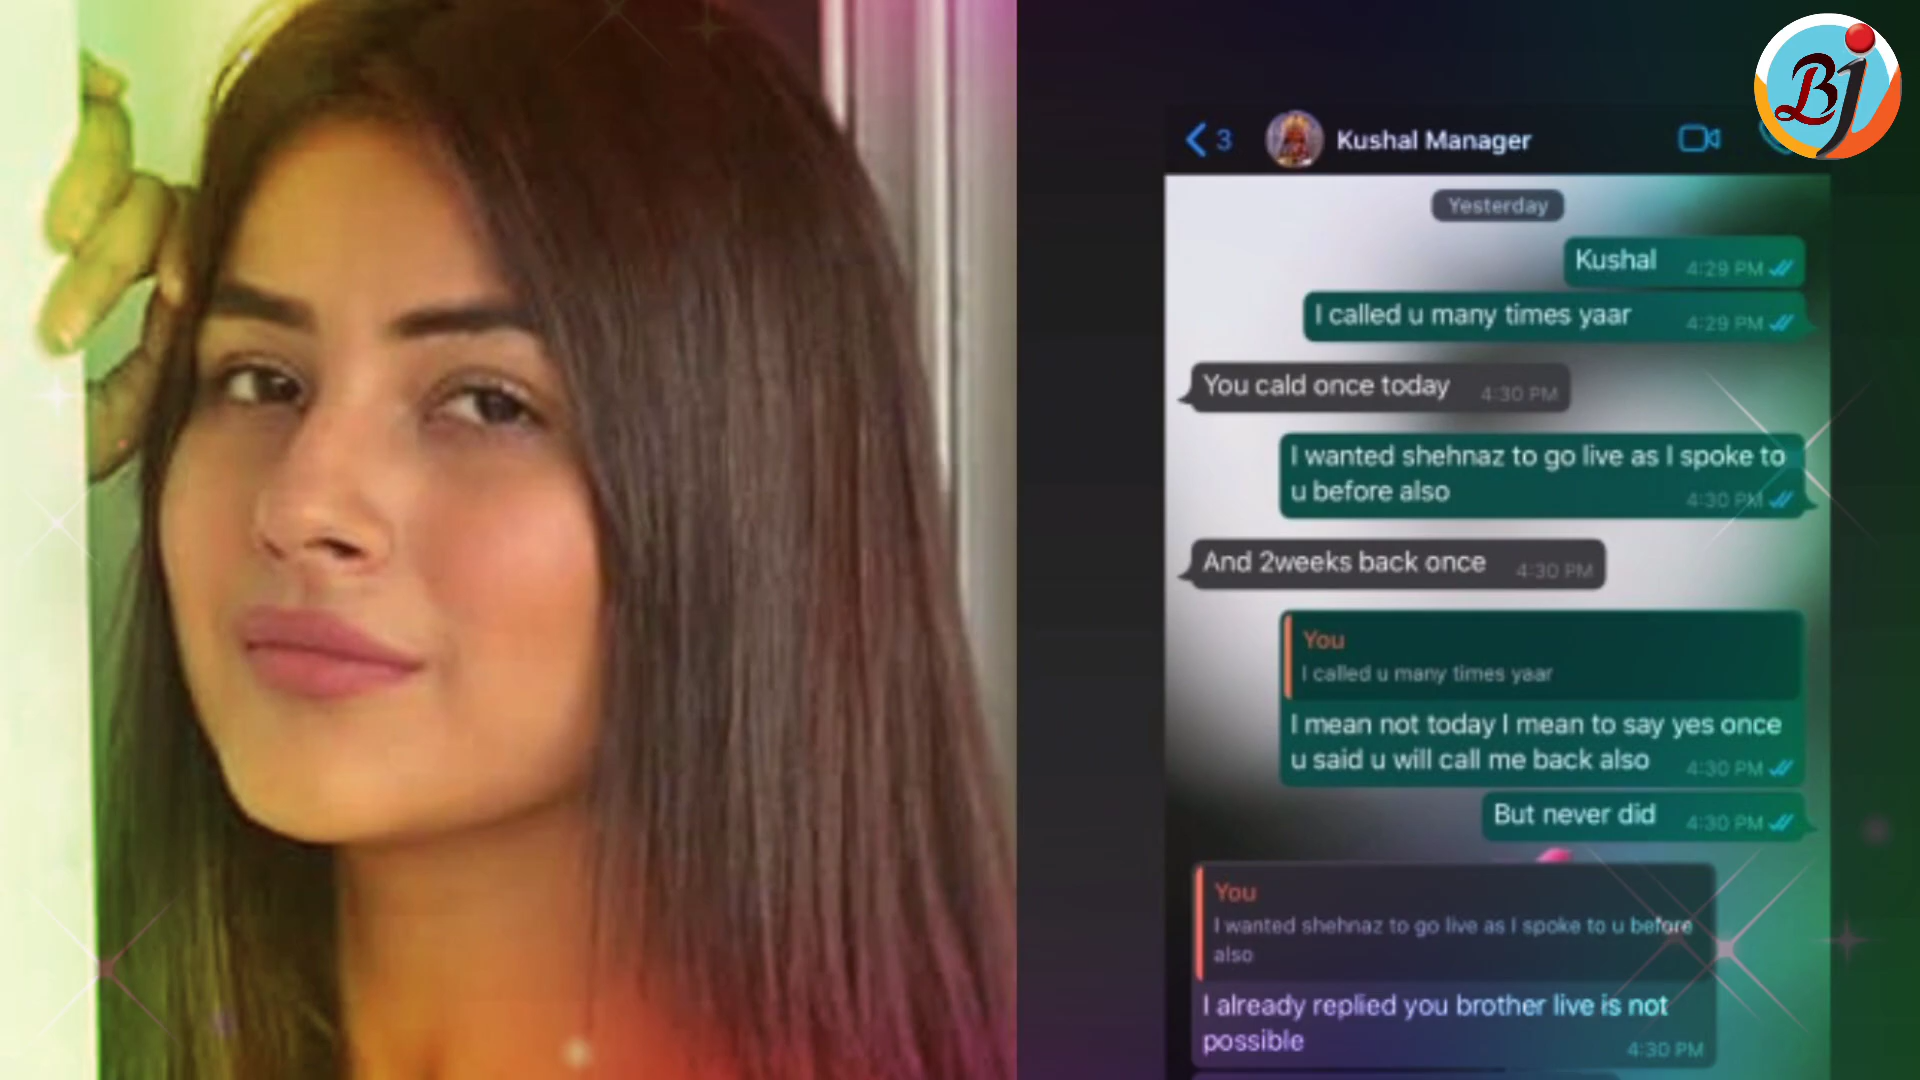 BJ
3
Kushal Manager
Yesterday
Kushal 4:29 PM
I called u many times yaar 4:29 PM
You cald once today 4:30 PM
I wanted shehnaz to go live as I spoke to
u before also 4:30 PM
And 2weeks back once 4:30 PM
You
I called u many times yaar
I mean not today I mean to say yes once
u said u will call me back also 4:30 PM
But never did 4:30 PM
You
I wanted shehnaz to go live as I spoke to u before
also
I already replied you brother live is not
possible 4:30 PM